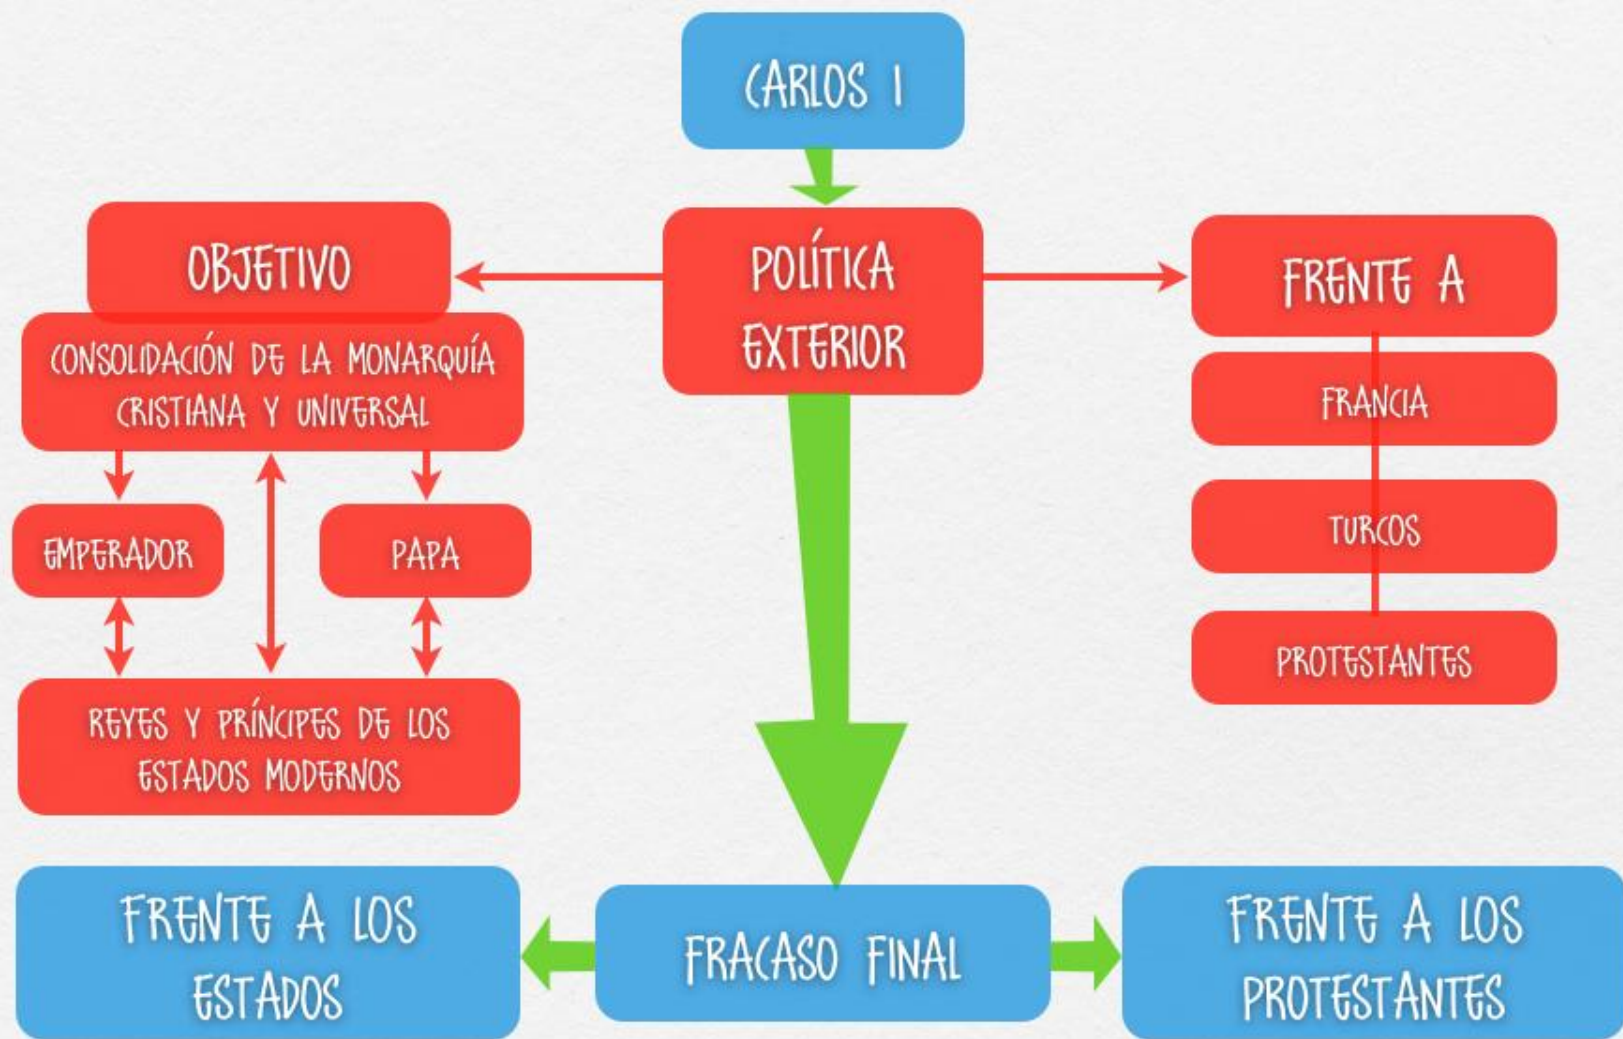 CARLOS I
OBJETIVO
CONSOLIDACIÓN DE LA MONARQUÍA
CRISTIANA Y UNIVERSAL
EMPERADOR
PAPA
REYES Y PRÍNCIPES DE LOS
ESTADOS MODERNOS
POLÍTICA
EXTERIOR
FRENTE A
FRANCIA
TURCOS
PROTESTANTES
FRENTE A LOS
ESTADOS
FRACASO FINAL
FRENTE A LOS
PROTESTANTES